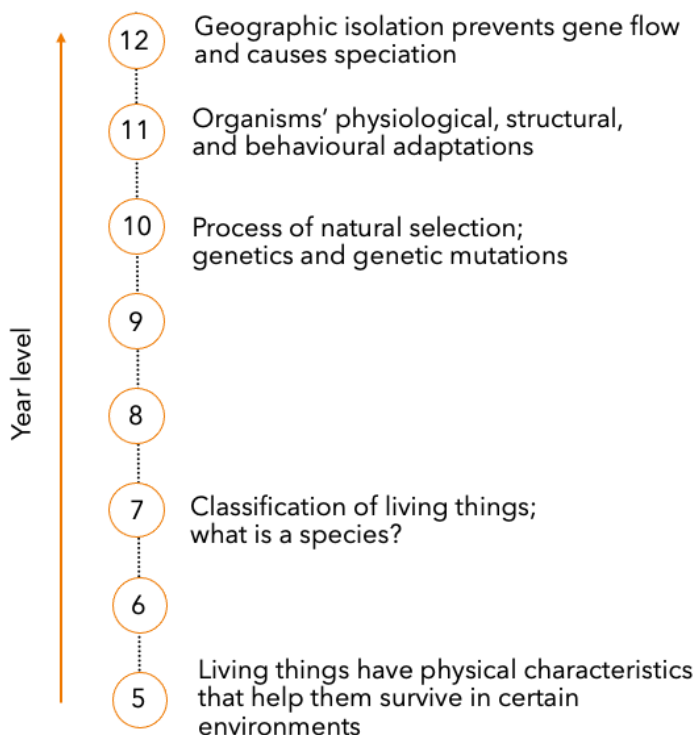 12
Geographic isolation prevents gene flow
and causes speciation
11
Organisms' physiological, structural,
and behavioural adaptations
10
Process of natural selection;
genetics and genetic mutations
9
8
7
Classification of living things;
what is a species?
6
5
Living things have physical characteristics
that help them survive in certain
environments
Year level